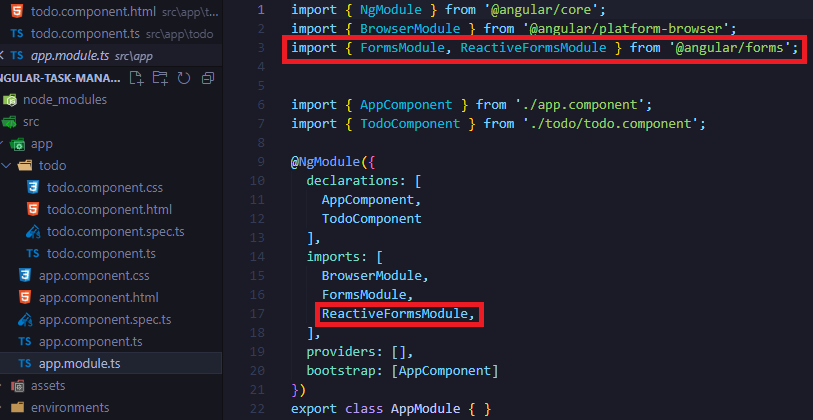 todo.component.html src\app\t...
TS todo.component.ts src\app\todo
TS app.module.ts src\app
NGULAR-TASK-MANA...
node_modules
src
app
todo
todo.component.css
todo.component.html
todo.component.spec.ts
TS todo.component.ts
app.component.css
app.component.html
app.component.spec.ts
TS app.component.ts
TS app.module.ts
assets
environments
1 import { NgModule } from '@angular/core';
2 import { BrowserModule } from '@angular/platform-browser';
3 import { FormsModule, ReactiveFormsModule } from '@angular/forms';
4
5
6 import { AppComponent } from './app.component';
7 import { TodoComponent } from './todo/todo.component';
8
9 @NgModule({
10 declarations: [
11 AppComponent,
12 TodoComponent
13 ],
14 imports: [
15 BrowserModule,
16 FormsModule,
17 ReactiveFormsModule,
18 ],
19 providers: [],
20 bootstrap: [AppComponent]
21 })
22 export class AppModule { }